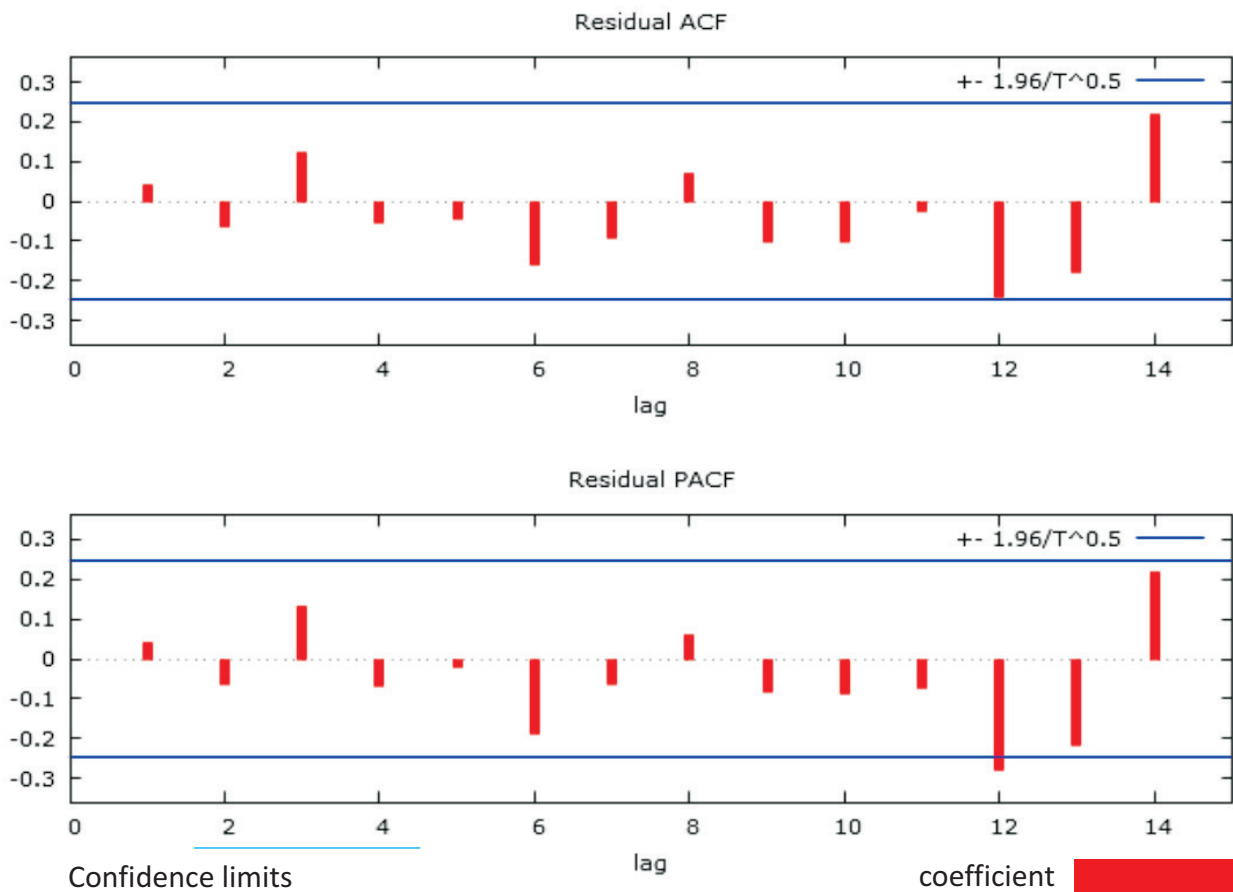 Residual ACF
+- 1.96/T^0.5
0.3
0.2
0.1
0
-0.1
-0.2
-0.3
0 2 4 6 8 10 12 14
lag
Residual PACF
+- 1.96/T^0.5
0.3
0.2
0.1
0
-0.1
-0.2
-0.3
0 2 4 6 8 10 12 14
lag
Confidence limits
coefficient